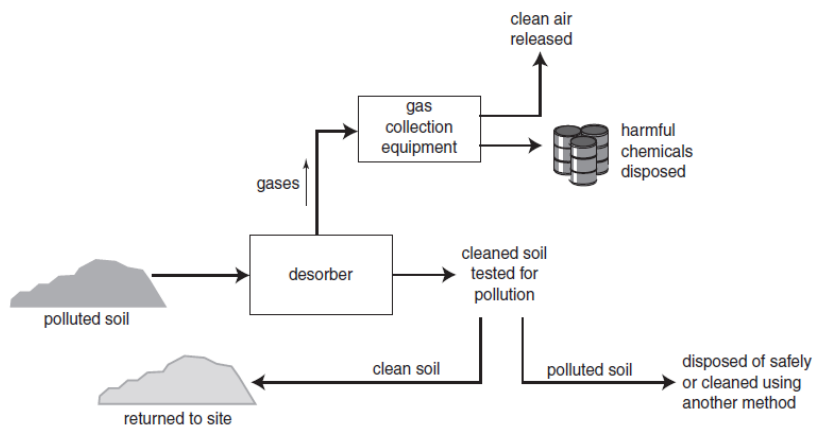 clean air
released
gas
collection
equipment
harmful
chemicals
disposed
gases
desorber
cleaned soil
tested for
pollution
polluted soil
clean soil
polluted soil
disposed of safely
or cleaned using
another method
returned to site